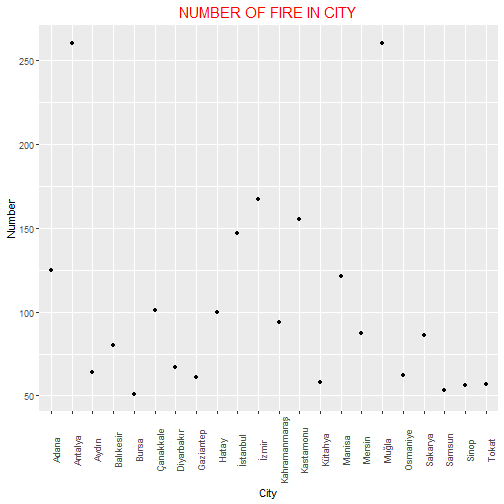 NUMBER OF FIRE IN CITY
Number
250
200
150
100
50
Adana
Antalya
Aydın
Balıkesir
Bursa
Çanakkale
Diyarbakır
Gaziantep
Hatay
İstanbul
İzmir
Kahramanmaraş
Kastamonu
Kütahya
Manisa
Mersin
Muğla
Osmaniye
Sakarya
Samsun
Sinop
Tokat
City